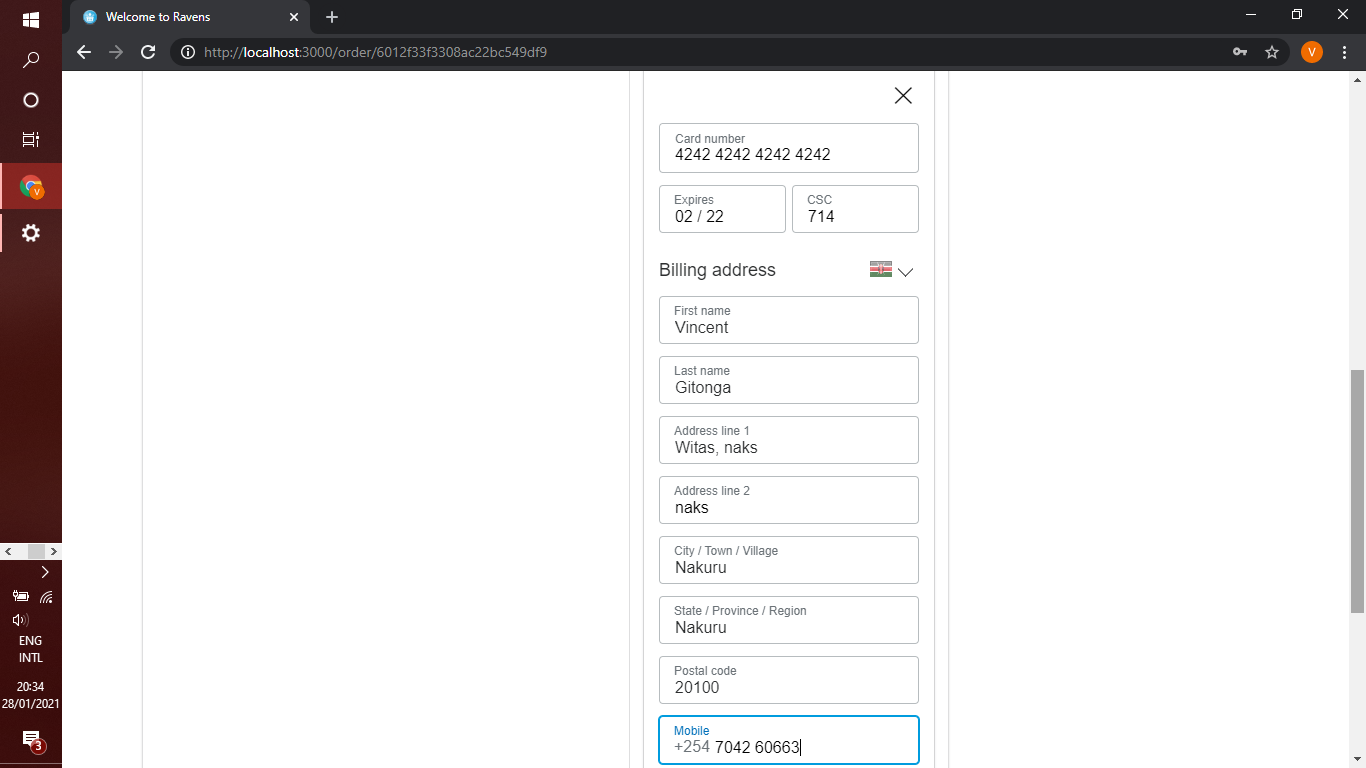 Welcome to Ravens
http://localhost:3000/order/6012f33f3308ac22bc549df9
V
V
Card number
4242 4242 4242 4242
Expires
02 / 22
CSC
714
Billing address
First name
Vincent
Last name
Gitonga
Address line 1
Witas, naks
Address line 2
naks
City / Town / Village
Nakuru
State / Province / Region
Nakuru
Postal code
20100
Mobile
+254 7042 60663
ENG
INTL
20:34
28/01/2021
3